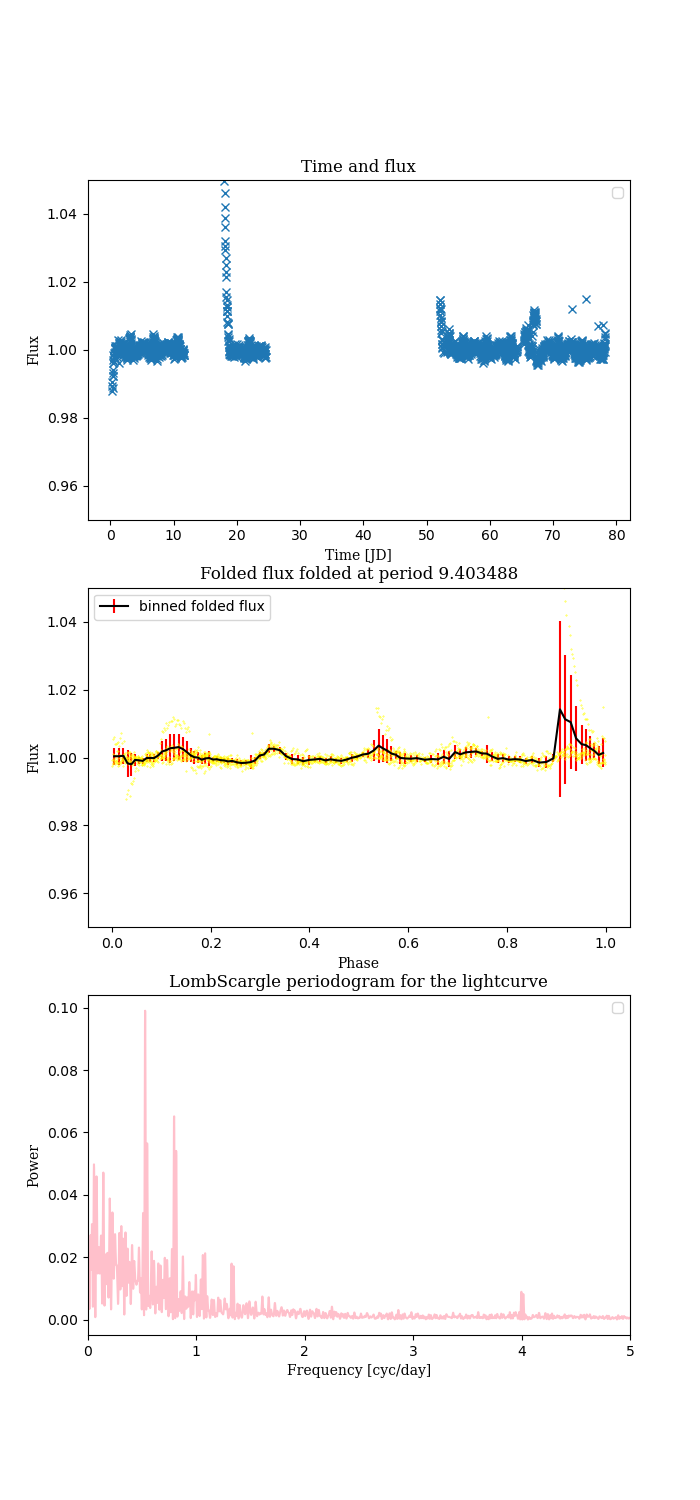 Time and flux
1.04
1.02
1.00
0.98
0.96
Flux
0 10 20 30 40 50 60 70 80
Time [JD]
Folded flux folded at period 9.403488
binned folded flux
1.04
1.02
1.00
0.98
0.96
Flux
0.0 0.2 0.4 0.6 0.8 1.0
Phase
LombScargle periodogram for the lightcurve
0.10
0.08
0.06
0.04
0.02
0.00
Power
0 1 2 3 4 5
Frequency [cyc/day]